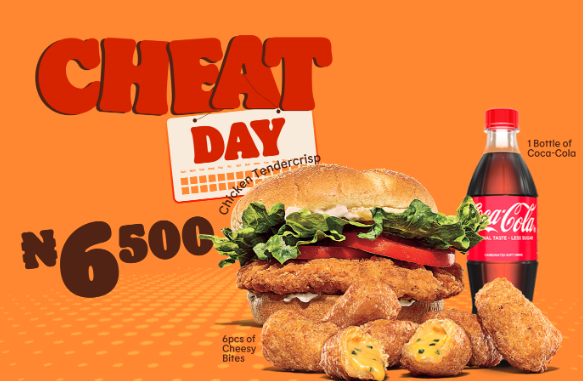 CHEAT
DAY
Chicken Tendercrisp
1 Bottle of
Coca-Cola
Coca-Cola
₦6500
6pcs of
Cheesy
Bites